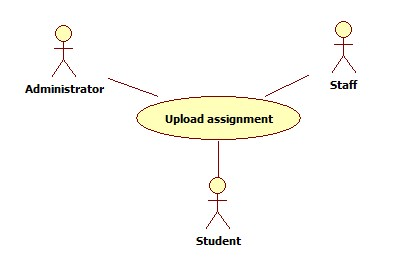 Staff
Administrator
Upload assignment
Student